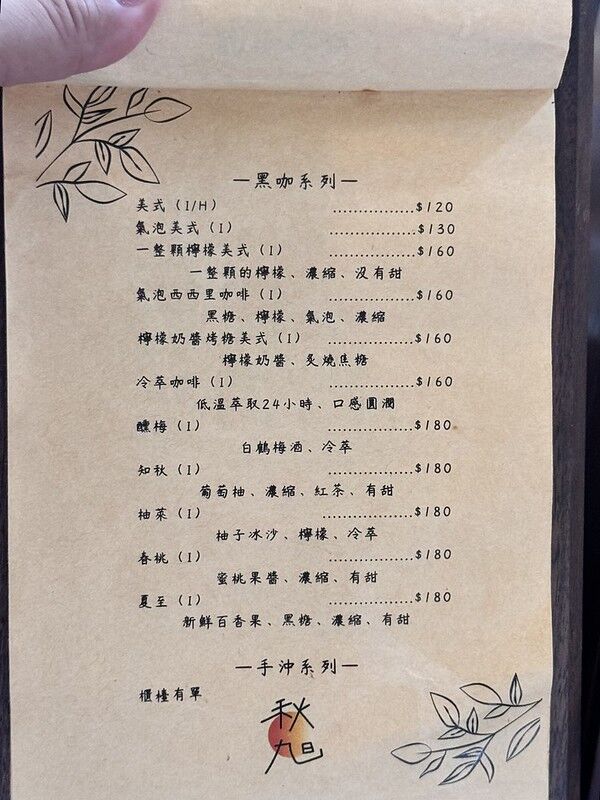 —黑咖系列—
美式（I/H）................$120
氣泡美式（I）................$130
一整顆檸檬美式（I）................$160
一整顆的檸檬、濃縮、沒有甜
氣泡西西里咖啡（I）................$160
黑糖、檸檬、氣泡、濃縮
檸檬奶醬烤糖美式（I）................$160
檸檬奶醬、炙燒焦糖
冷萃咖啡（I）................$160
低溫萃取24小時、口感圓潤
醺梅（I）................$180
白鶴梅酒、冷萃
知秋（I）................$180
葡萄柚、濃縮、紅茶、有甜
柚萊（I）................$180
柚子冰沙、檸檬、冷萃
春桃（I）................$180
蜜桃果醬、濃縮、有甜
夏至（I）................$180
新鮮百香果、黑糖、濃縮、有甜
—手沖系列—
櫃檯有單
秋
旭